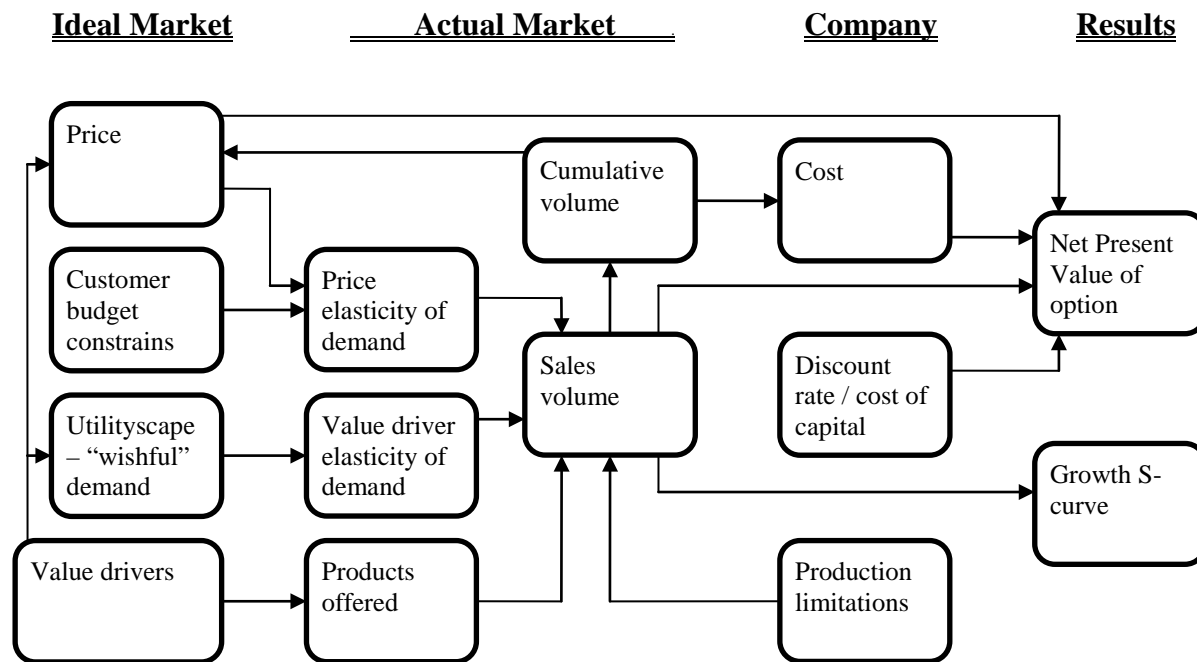 Ideal Market
Actual Market
Company
Results
Price
Cumulative
volume
Cost
Net Present
Value of
option
Customer
budget
constrains
Price
elasticity of
demand
Sales
volume
Discount
rate / cost of
capital
Utilityscape
– “wishful”
demand
Value driver
elasticity of
demand
Growth S-
curve
Value drivers
Products
offered
Production
limitations